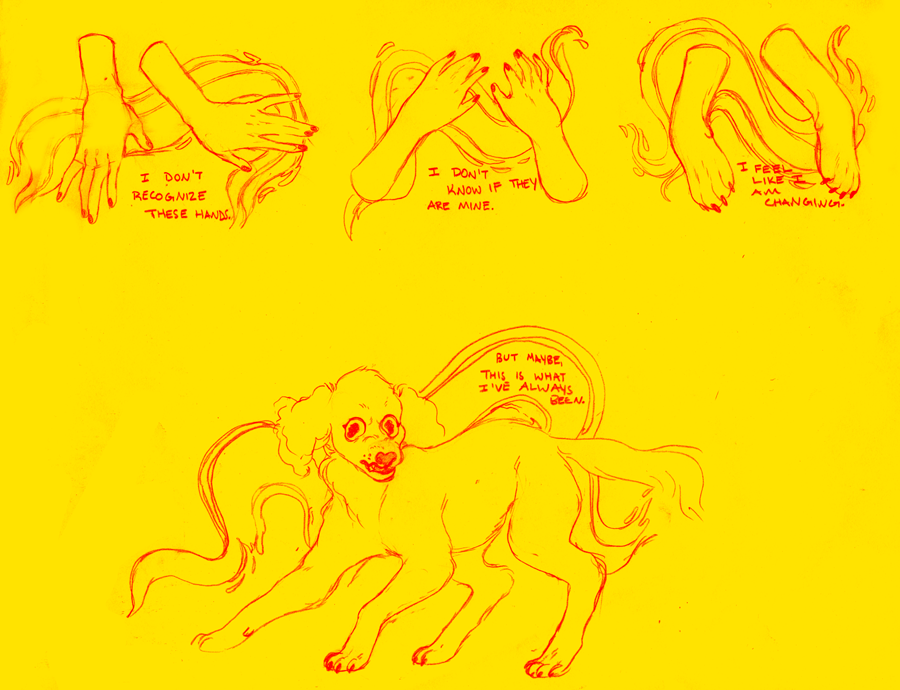 I DON'T
RECOGNIZE
THESE HANDS.
I DON'T
KNOW IF THEY
ARE MINE.
I FEEL
LIKE I
AM
CHANGING.
BUT MAYBE,
THIS IS WHAT
I'VE ALWAYS
BEEN.